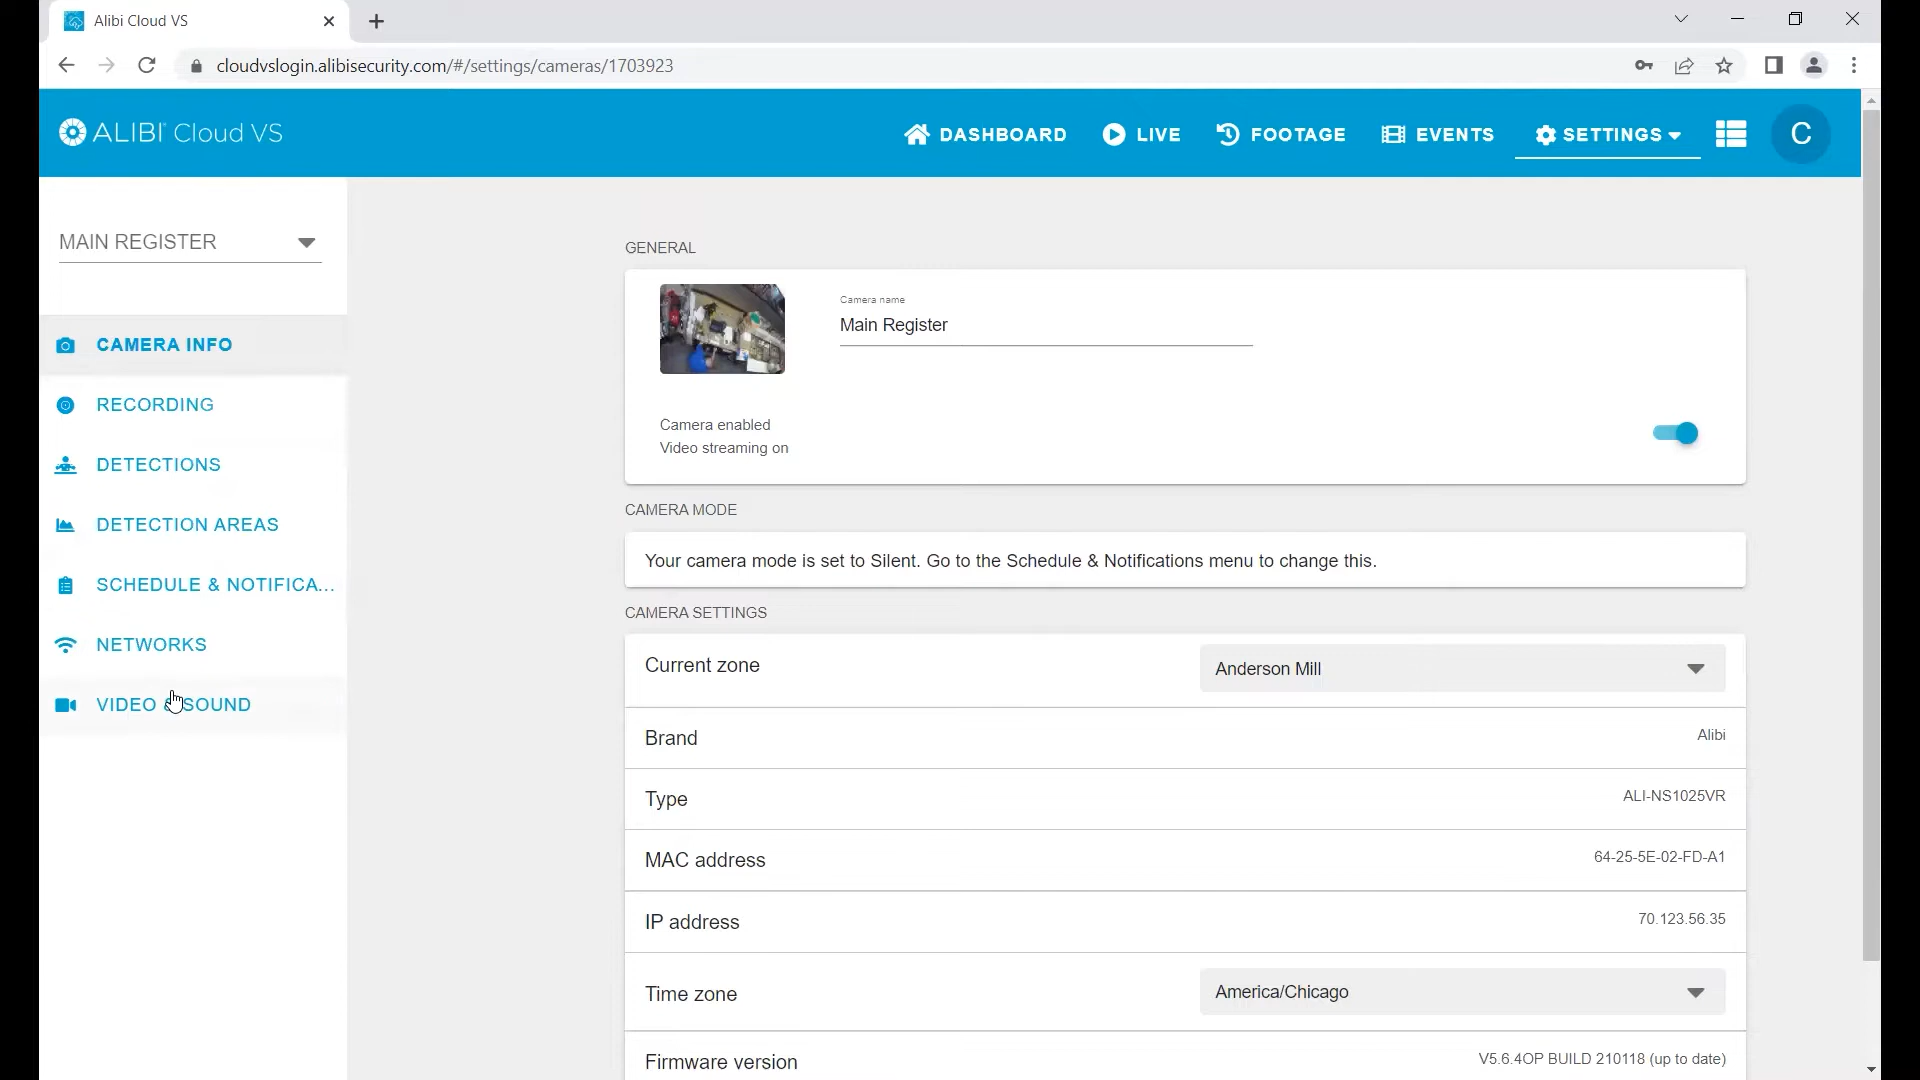 Alibi Cloud VS
cloudvslogin.alibisecurity.com/#/settings/cameras/1703923
ALIBI Cloud VS
DASHBOARD
LIVE
FOOTAGE
EVENTS
SETTINGS
C
MAIN REGISTER
CAMERA INFO
RECORDING
DETECTIONS
DETECTION AREAS
SCHEDULE & NOTIFICA...
NETWORKS
VIDEO & SOUND
GENERAL
Camera name
Main Register
Camera enabled
Video streaming on
CAMERA MODE
Your camera mode is set to Silent. Go to the Schedule & Notifications menu to change this.
CAMERA SETTINGS
Current zone
Anderson Mill
Brand
Alibi
Type
ALI-NS1025VR
MAC address
64-25-5E-02-FD-A1
IP address
70.123.56.35
Time zone
America/Chicago
Firmware version
V5.6.4OP BUILD 210118 (up to date)